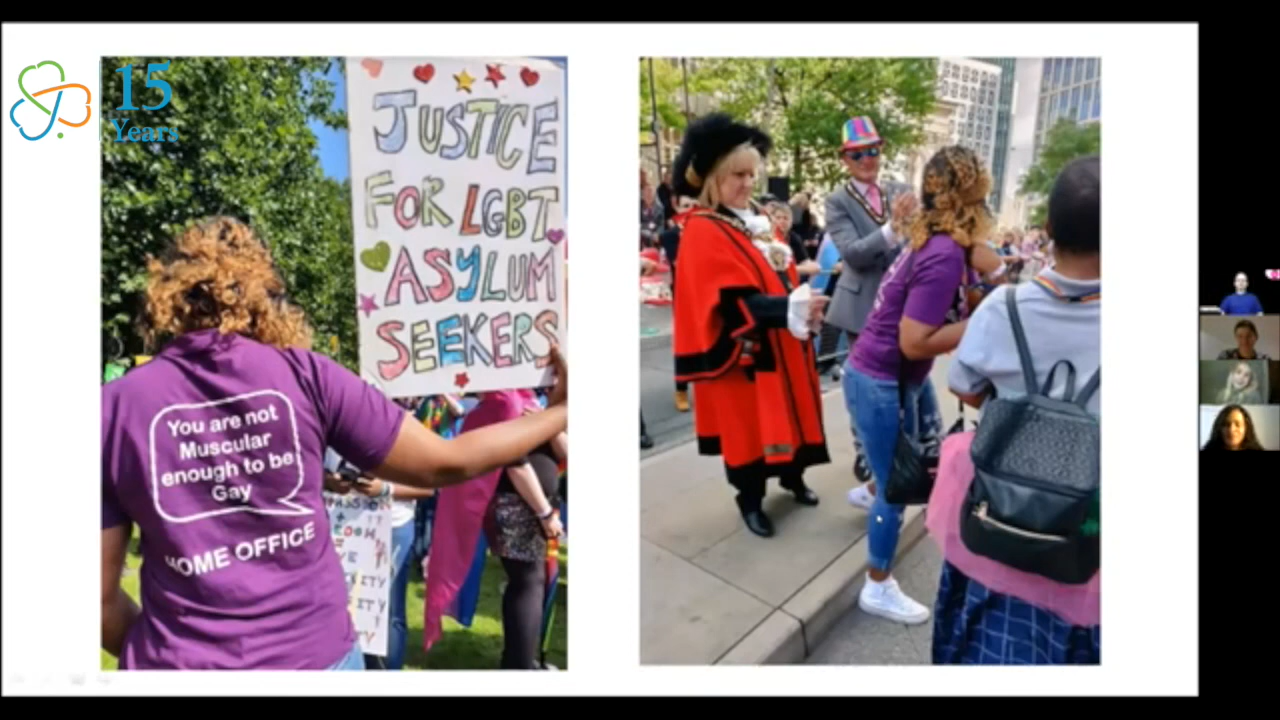 15
Years
JUSTICE
FOR LGBT
ASYLUM
SEEKERS
You are not
Muscular
enough to be
Gay
HOME OFFICE